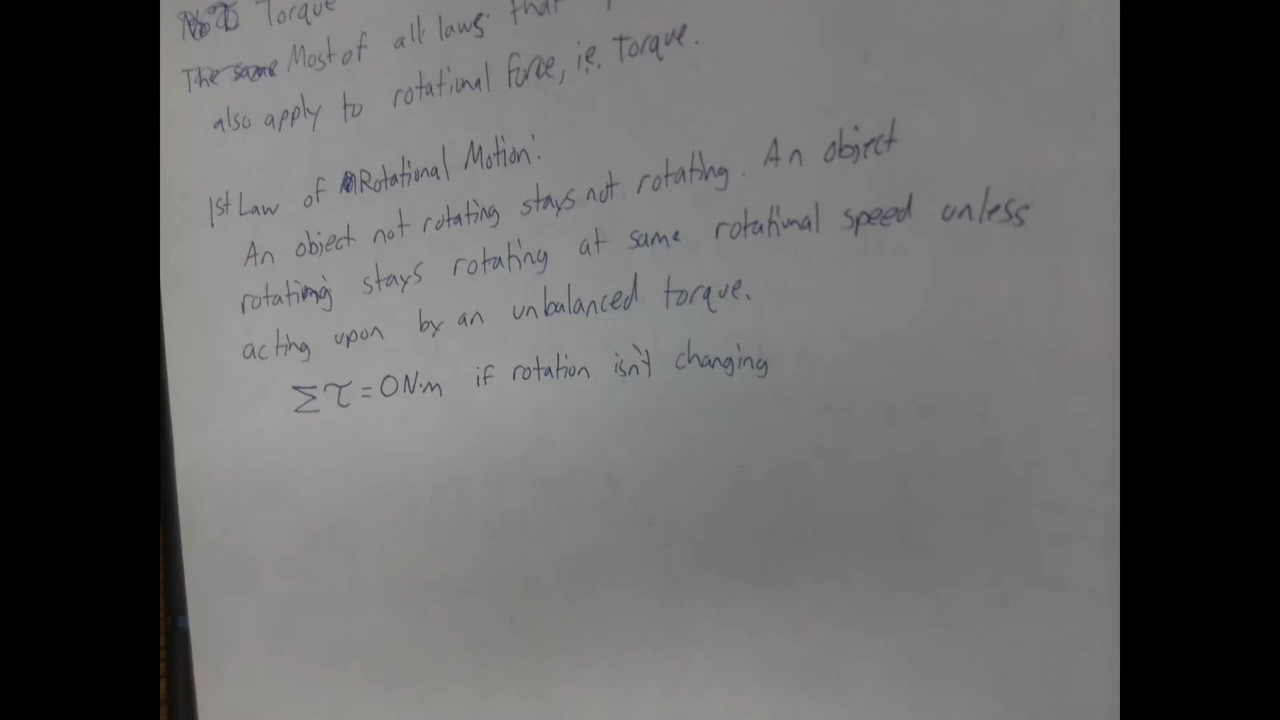 Torque
The Most of all laws that
also apply to rotational force, i.e. Torque.
1st Law of Rotational Motion:
An object not rotating stays not rotating. An object
rotating stays rotating at same rotational speed unless
acting upon by an unbalanced torque.
Στ = 0N·m if rotation isn't changing